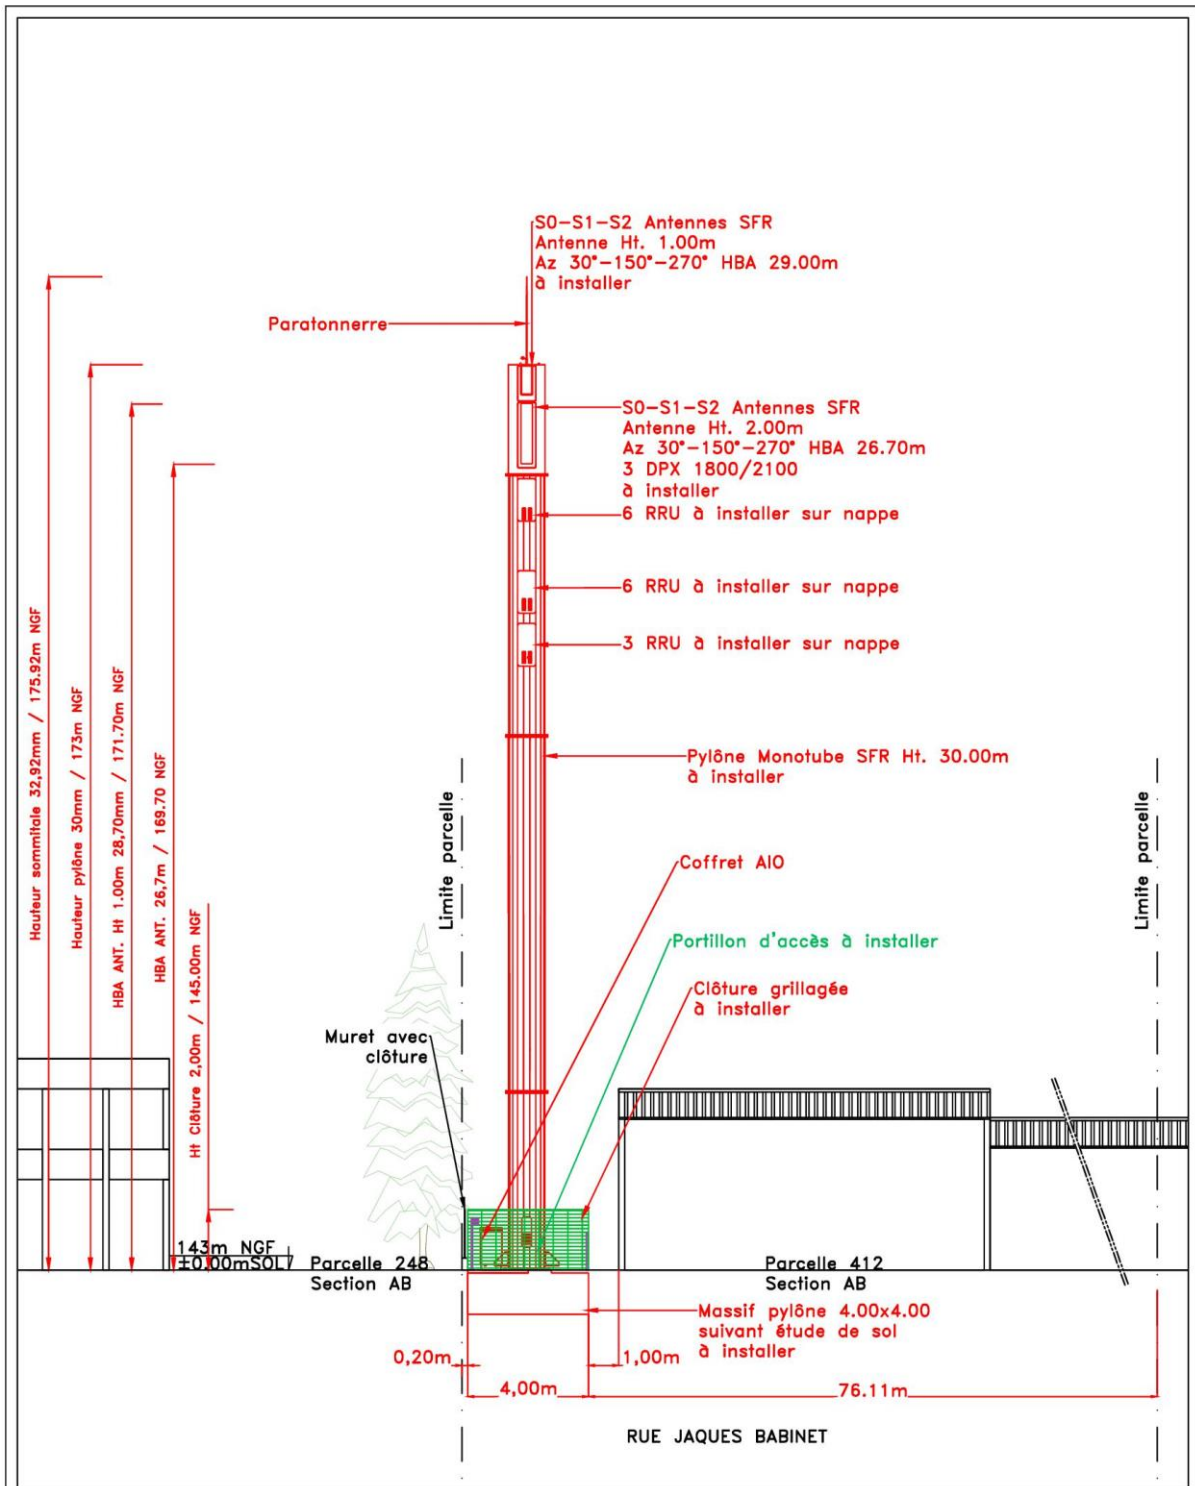 S0-S1-S2 Antennes SFR
Antenne Ht. 1.00m
Az 30°-150°-270° HBA 29.00m
à installer
Paratonnerre
S0-S1-S2 Antennes SFR
Antenne Ht. 2.00m
Az 30°-150°-270° HBA 26.70m
3 DPX 1800/2100
à installer
6 RRU à installer sur nappe
6 RRU à installer sur nappe
3 RRU à installer sur nappe
Hauteur sommitale 32,92mm / 175.92m NGF
Hauteur pylône 30mm / 173m NGF
HBA ANT. Ht 1.00m 28,70mm / 171.70m NGF
HBA ANT. 26,7m / 169.70 NGF
Ht Clôture 2,00m / 145.00m NGF
Pylône Monotube SFR Ht. 30.00m
à installer
Limite parcelle
Limite parcelle
Coffret AIO
Portillon d'accès à installer
Clôture grillagée
à installer
Muret avec
clôture
143m NGF
±0.00mSOL
Parcelle 248
Section AB
Parcelle 412
Section AB
Massif pylône 4.00x4.00
suivant étude de sol
à installer
0,20m
1,00m
4,00m
76.11m
RUE JAQUES BABINET